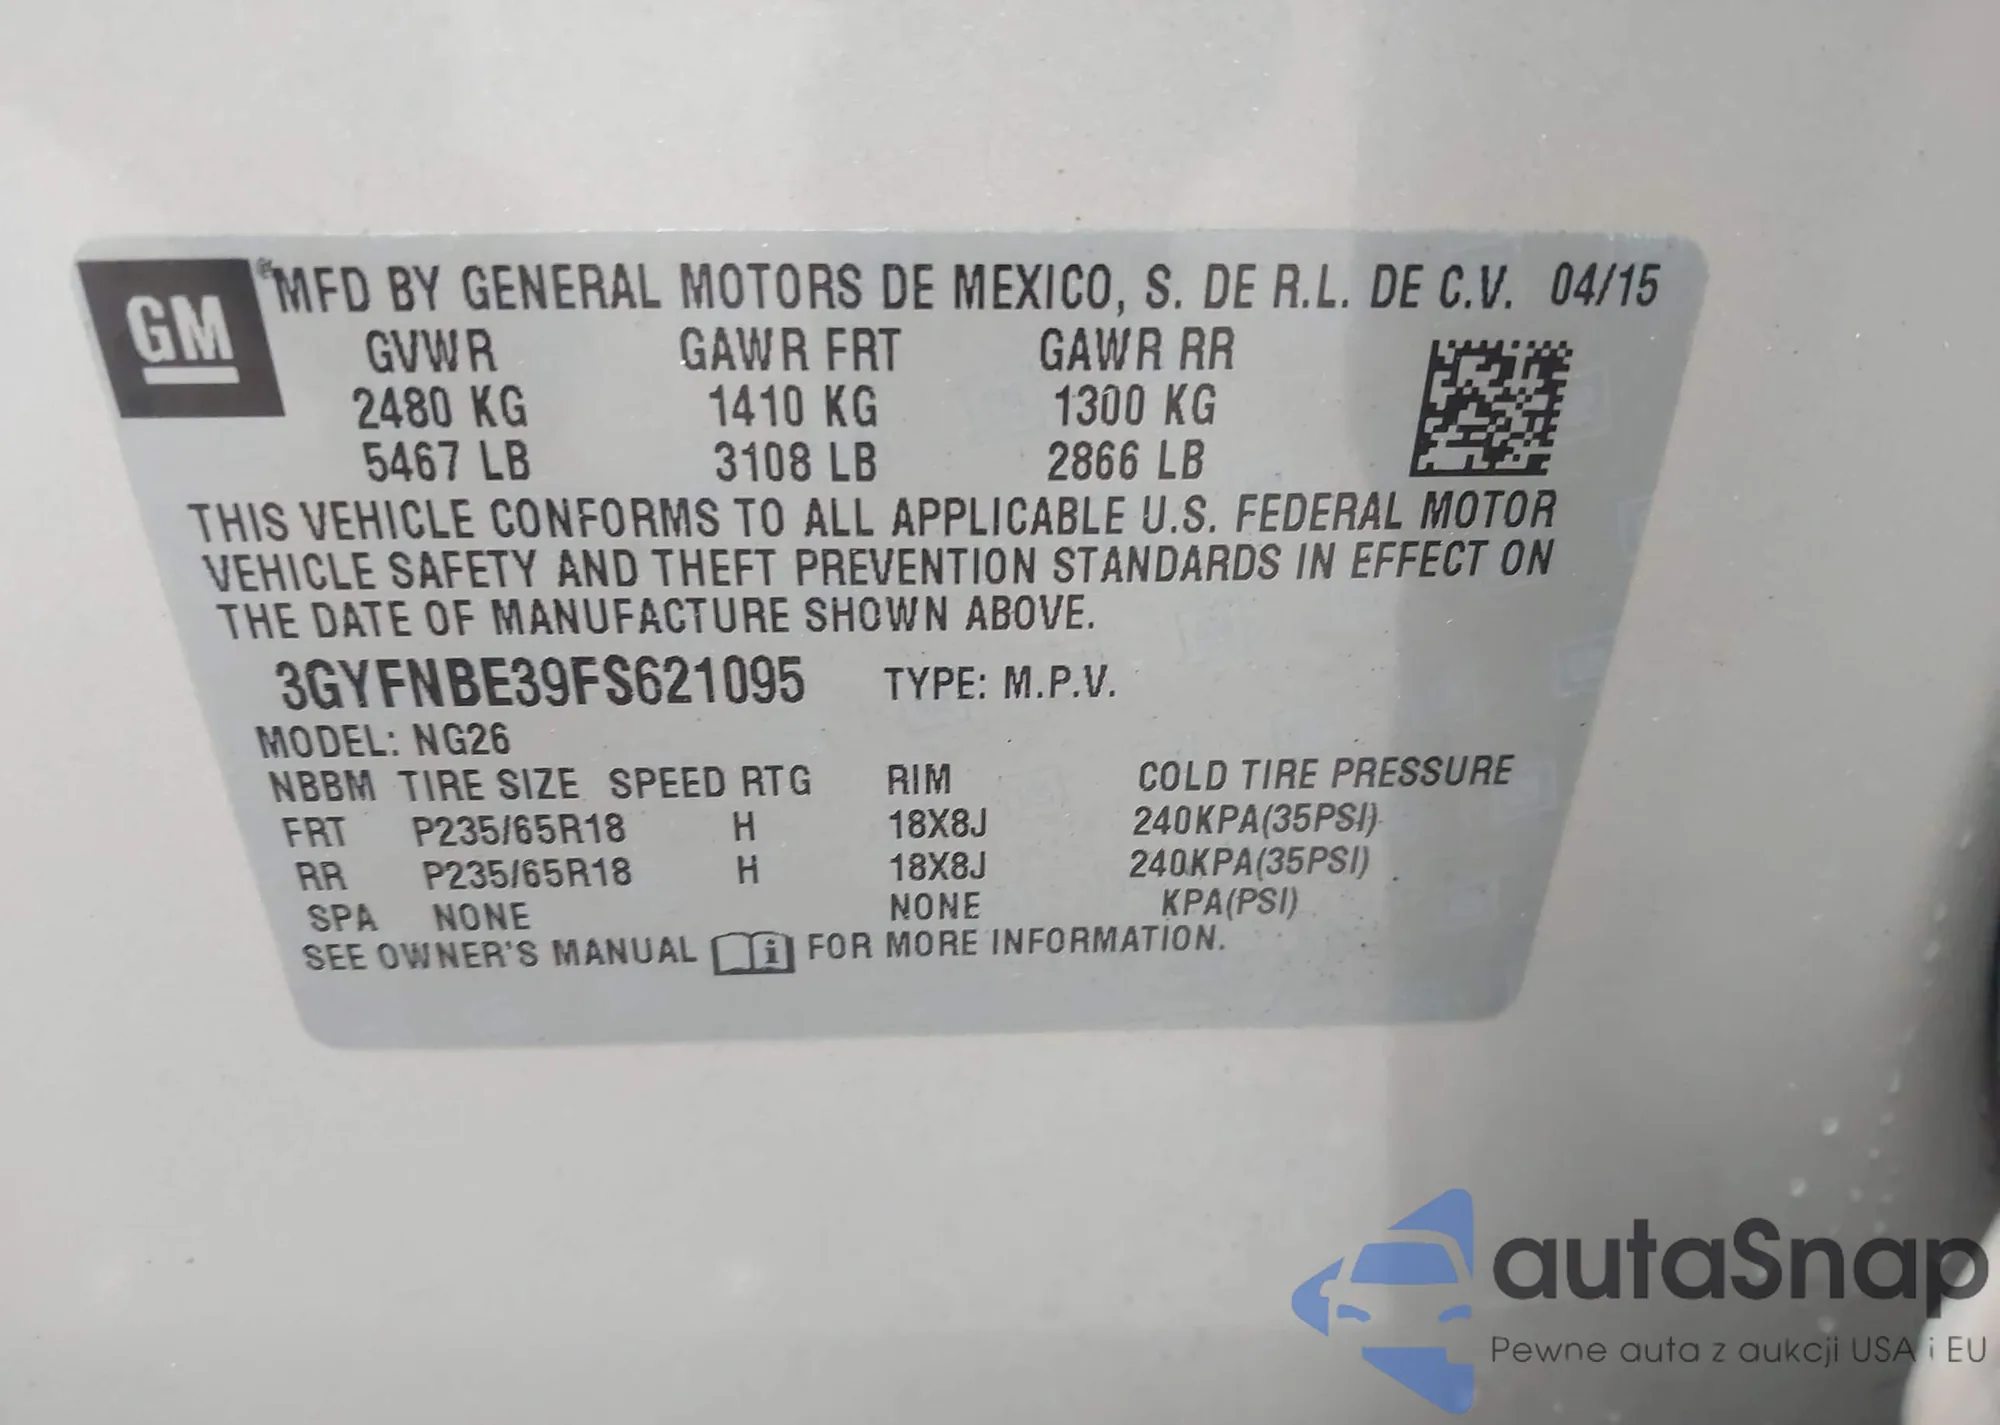 GM
MFD BY GENERAL MOTORS DE MEXICO, S. DE R.L. DE C.V. 04/15
GVWR GAWR FRT GAWR RR
2480 KG 1410 KG 1300 KG
5467 LB 3108 LB 2866 LB
THIS VEHICLE CONFORMS TO ALL APPLICABLE U.S. FEDERAL MOTOR
VEHICLE SAFETY AND THEFT PREVENTION STANDARDS IN EFFECT ON
THE DATE OF MANUFACTURE SHOWN ABOVE.
3GYFNBE39FS621095 TYPE: M.P.V.
MODEL: NG26
NBBM TIRE SIZE SPEED RTG RIM COLD TIRE PRESSURE
FRT P235/65R18 H 18X8J 240KPA(35PSI)
RR P235/65R18 H 18X8J 240KPA(35PSI)
SPA NONE NONE KPA(PSI)
SEE OWNER'S MANUAL FOR MORE INFORMATION.
autaSnap
Pewne auta z aukcji USA i EU